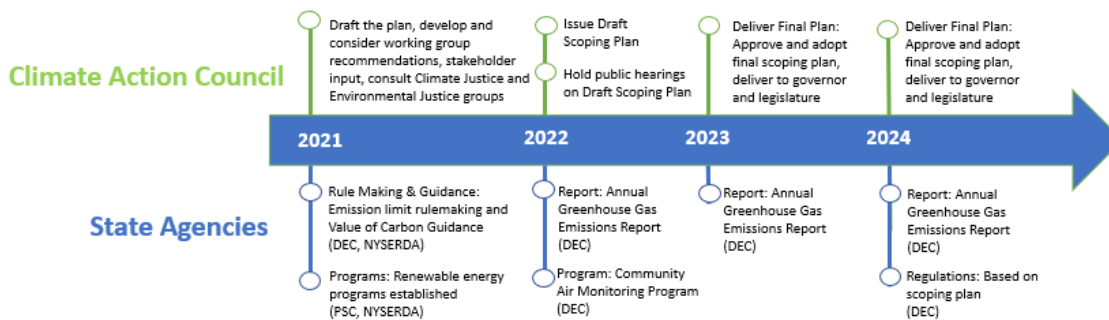 Climate Action Council
Draft the plan, develop and
consider working group
recommendations, stakeholder
input, consult Climate Justice and
Environmental Justice groups
Issue Draft
Scoping Plan
Hold public hearings
on Draft Scoping Plan
Deliver Final Plan:
Approve and adopt
final scoping plan,
deliver to governor
and legislature
Deliver Final Plan:
Approve and adopt
final scoping plan,
deliver to governor
and legislature
2021
2022
2023
2024
State Agencies
Rule Making & Guidance:
Emission limit rulemaking and
Value of Carbon Guidance
(DEC, NYSERDA)
Programs: Renewable energy
programs established
(PSC, NYSERDA)
Report: Annual
Greenhouse Gas
Emissions Report
(DEC)
Program: Community
Air Monitoring Program
(DEC)
Report: Annual
Greenhouse Gas
Emissions Report
(DEC)
Report: Annual
Greenhouse Gas
Emissions Report
(DEC)
Regulations: Based on
scoping plan
(DEC)